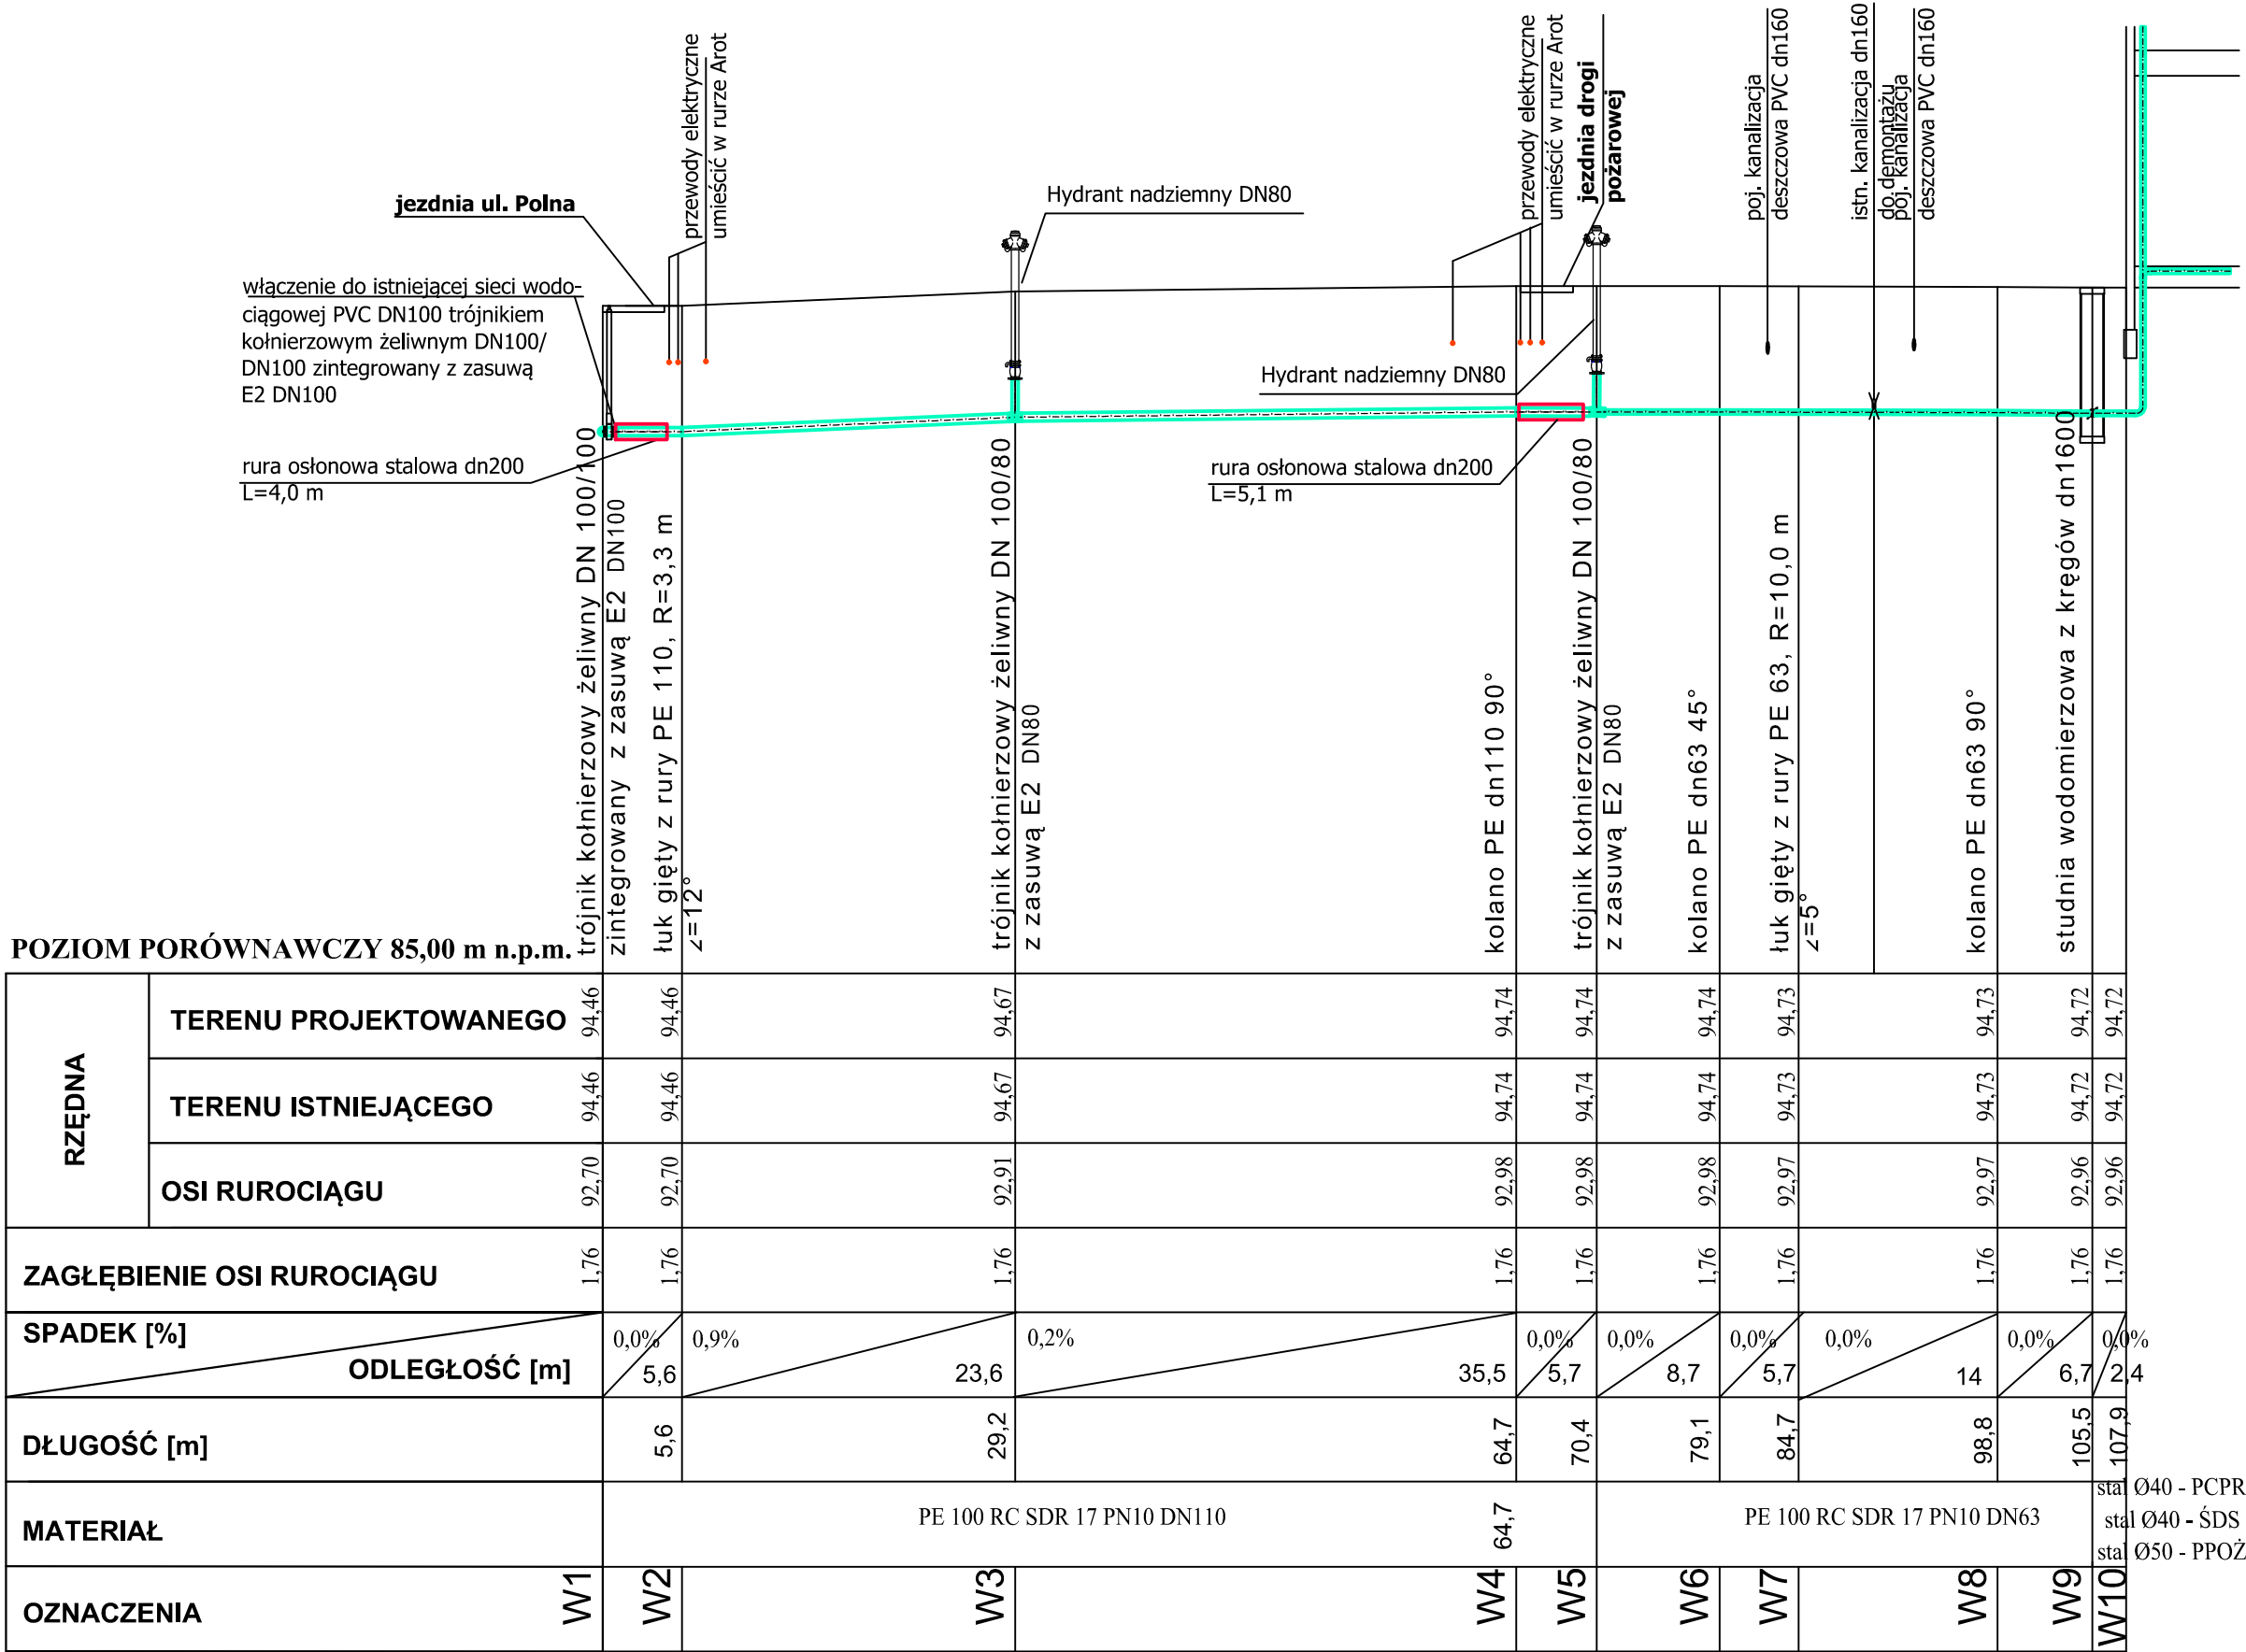 przewody elektryczne
umieścić w rurze Arot
przewody elektryczne
umieścić w rurze Arot
jezdnia drogi
pożarowej
poj. kanalizacja
deszczowa PVC dn160
istn. kanalizacja dn160
do demontażu
poj. kanalizacja
deszczowa PVC dn160
jezdnia ul. Polna
Hydrant nadziemny DN80
włączenie do istniejącej sieci wodo-
ciągowej PVC DN100 trójnikiem
kołnierzowym żeliwnym DN100/
DN100 zintegrowany z zasuwą
E2 DN100
Hydrant nadziemny DN80
rura osłonowa stalowa dn200
L=4,0 m
rura osłonowa stalowa dn200
L=5,1 m
trójnik kołnierzowy żeliwny DN 100/100
zintegrowany z zasuwą E2 DN100
łuk gięty z rury PE 110, R=3,3 m
∠=12°
trójnik kołnierzowy żeliwny DN 100/80
z zasuwą E2 DN80
kolano PE dn110 90°
trójnik kołnierzowy żeliwny DN 100/80
z zasuwą E2 DN80
kolano PE dn63 45°
łuk gięty z rury PE 63, R=10,0 m
∠=5°
kolano PE dn63 90°
studnia wodomierzowa z kręgów dn1600
POZIOM PORÓWNAWCZY 85,00 m n.p.m.
RZĘDNA
TERENU PROJEKTOWANEGO 94,46 94,46 94,67 94,74 94,74 94,74 94,73 94,73 94,72 94,72
TERENU ISTNIEJĄCEGO 94,46 94,46 94,67 94,74 94,74 94,74 94,73 94,73 94,72 94,72
OSI RUROCIĄGU 92,70 92,70 92,91 92,98 92,98 92,98 92,97 92,97 92,96 92,96
ZAGŁĘBIENIE OSI RUROCIĄGU 1,76 1,76 1,76 1,76 1,76 1,76 1,76 1,76 1,76 1,76
SPADEK [%] 0,0% 0,9% 0,2% 0,0% 0,0% 0,0% 0,0% 0,0% 0,0%
ODLEGŁOŚĆ [m] 5,6 23,6 35,5 5,7 8,7 5,7 14 6,7 2,4
DŁUGOŚĆ [m] 5,6 29,2 64,7 70,4 79,1 84,7 98,8 105,5 107,9
MATERIAŁ PE 100 RC SDR 17 PN10 DN110 64,7 PE 100 RC SDR 17 PN10 DN63
stal Ø40 - PCPR
stal Ø40 - ŚDS
stal Ø50 - PPOŻ
OZNACZENIA W1 W2 W3 W4 W5 W6 W7 W8 W9 W10